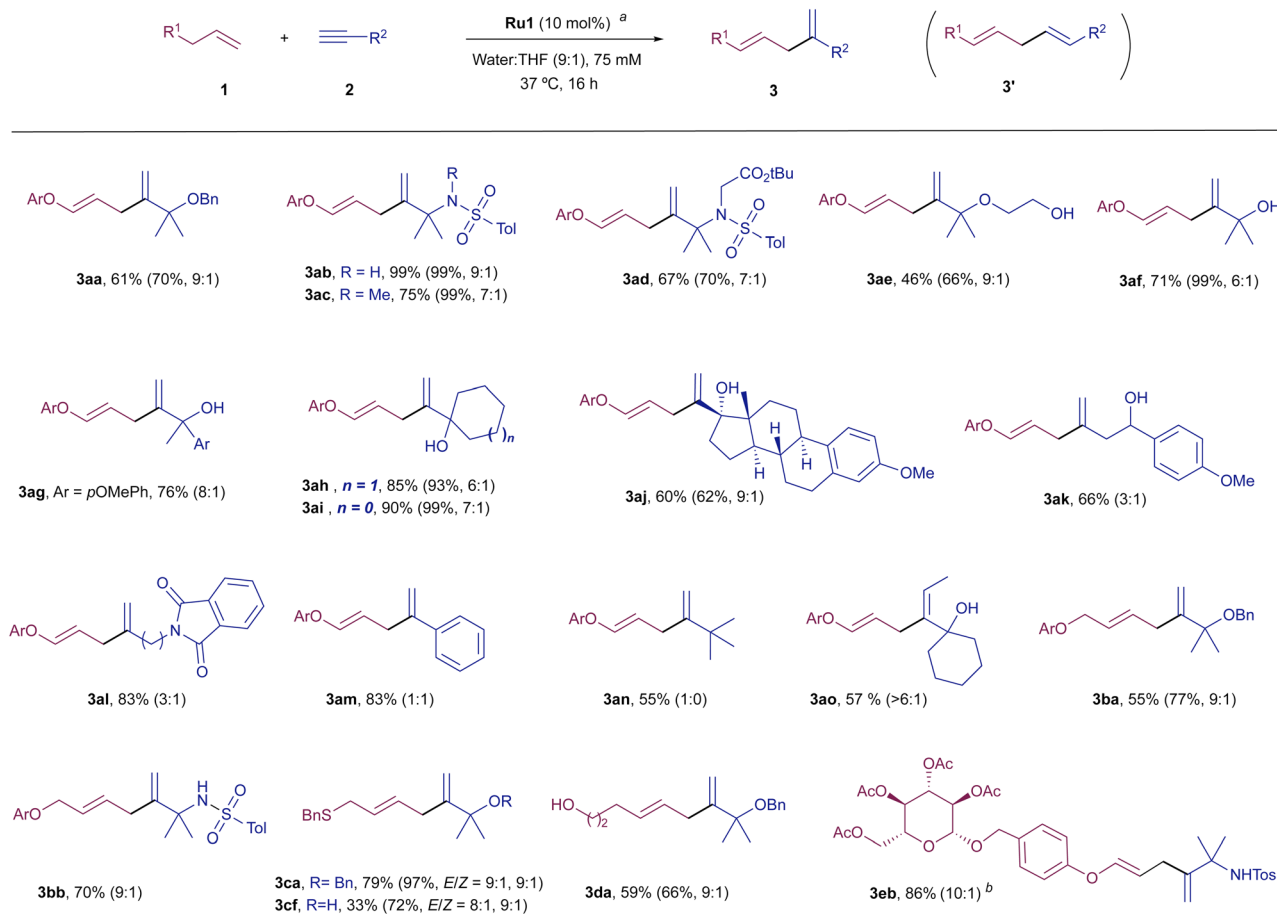 R1
+
R2
Ru1 (10 mol%) a
Water:THF (9:1), 75 mM
37 ºC, 16 h
R1
R2
R1
R2
1
2
3
3'
ArO
OBn
3aa, 61% (70%, 9:1)
ArO
R
N
O
S
O
Tol
3ab, R = H, 99% (99%, 9:1)
3ac, R = Me, 75% (99%, 7:1)
ArO
CO2tBu
N
O
S
O
Tol
3ad, 67% (70%, 7:1)
ArO
O
OH
3ae, 46% (66%, 9:1)
ArO
OH
3af, 71% (99%, 6:1)
ArO
OH
Ar
3ag, Ar = pOMePh, 76% (8:1)
ArO
HO
( )n
3ah , n = 1 85% (93%, 6:1)
3ai , n = 0, 90% (99%, 7:1)
ArO
OH
H
H
H
OMe
3aj, 60% (62%, 9:1)
ArO
OH
OMe
3ak, 66% (3:1)
ArO
O
( )
N
O
3al, 83% (3:1)
ArO
3am, 83% (1:1)
ArO
3an, 55% (1:0)
ArO
OH
3ao, 57 % (>6:1)
ArO
OBn
3ba, 55% (77%, 9:1)
ArO
H
N
O
S
O
Tol
3bb, 70% (9:1)
BnS
OR
3ca, R= Bn, 79% (97%, E/Z = 9:1, 9:1)
3cf, R=H, 33% (72%, E/Z = 8:1, 9:1)
HO
( )2
OBn
3da, 59% (66%, 9:1)
OAc
AcO
OAc
AcO
O
O
O
NHTos
3eb, 86% (10:1) b